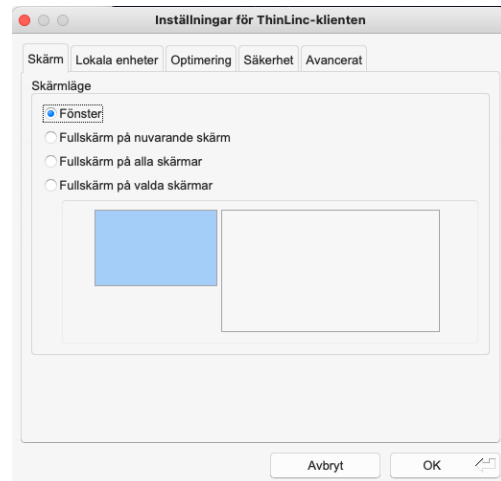 Inställningar för ThinLinc-klienten
Skärm Lokala enheter Optimering Säkerhet Avancerat
Skärmläge
Fönster
Fullskärm på nuvarande skärm
Fullskärm på alla skärmar
Fullskärm på valda skärmar
Avbryt OK